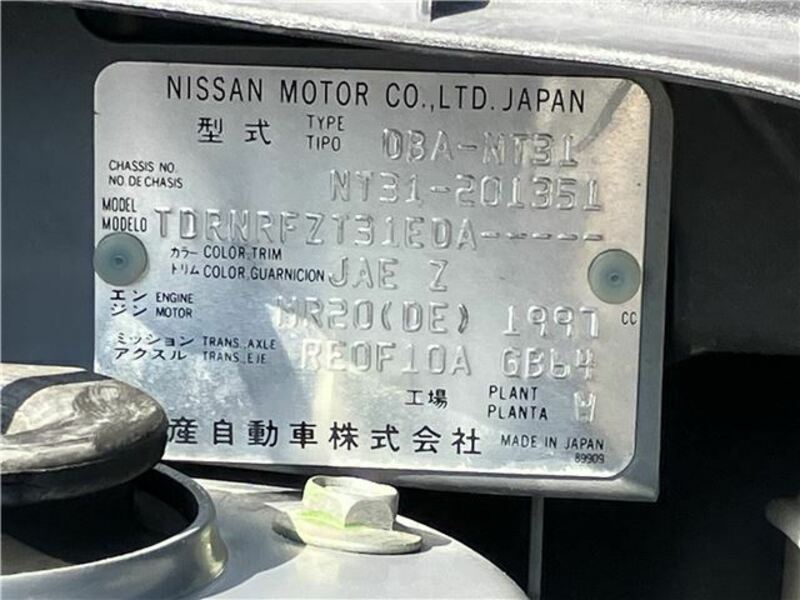 NISSAN MOTOR CO.,LTD. JAPAN
型式 TYPE TIPO DBA-NT31
CHASSIS NO. NO.DE CHASIS NT31-201351
MODEL MODELO TDRNRFZT31EDA-----
カラー COLOR,TRIM トリム COLOR,GUARNICION JAE Z
エンジン ENGINE MOTOR MR20(DE) 1997 CC
ミッション TRANS.,AXLE アクスル TRANS.,EJE RE0F10A GB64
工場 PLANT PLANTA W
産自動車株式会社 MADE IN JAPAN
89909